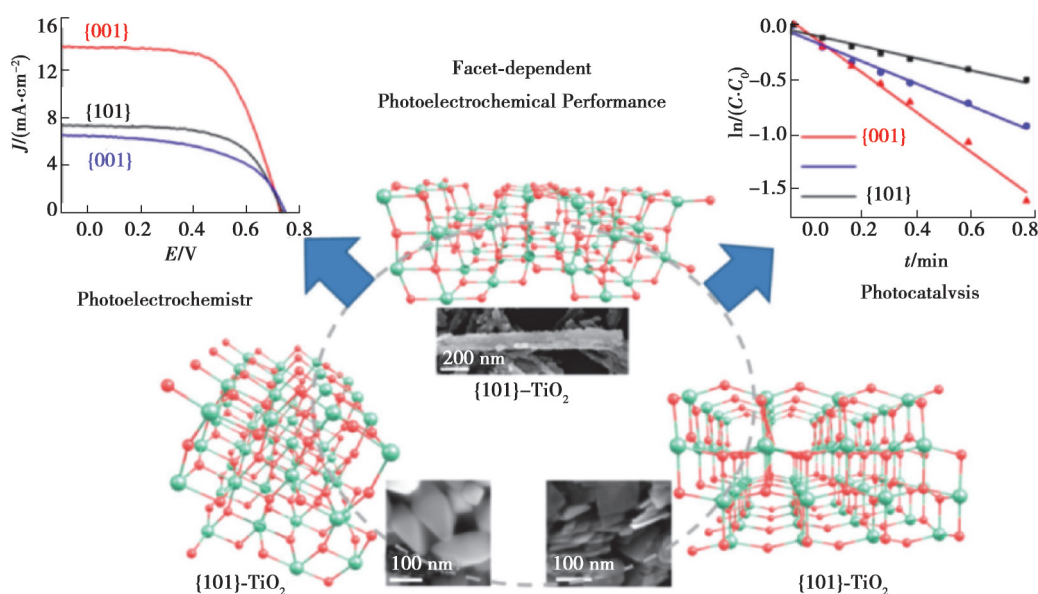 16
{001}
12
8
{101}
4
{001}
0
0.0
0.2
0.4
0.6
0.8
J/(mA·cm⁻²)
E/V
Photoelectrochemistr
Facet-dependent
Photoelectrochemical Performance
0.0
-0.5
-1.0
-1.5
{001}
{101}
0.0
0.2
0.4
0.6
0.8
ln/(C-C₀)
t/min
Photocatalvsis
200 nm
{101}-TiO₂
100 nm
{101}-TiO₂
100 nm
{101}-TiO₂